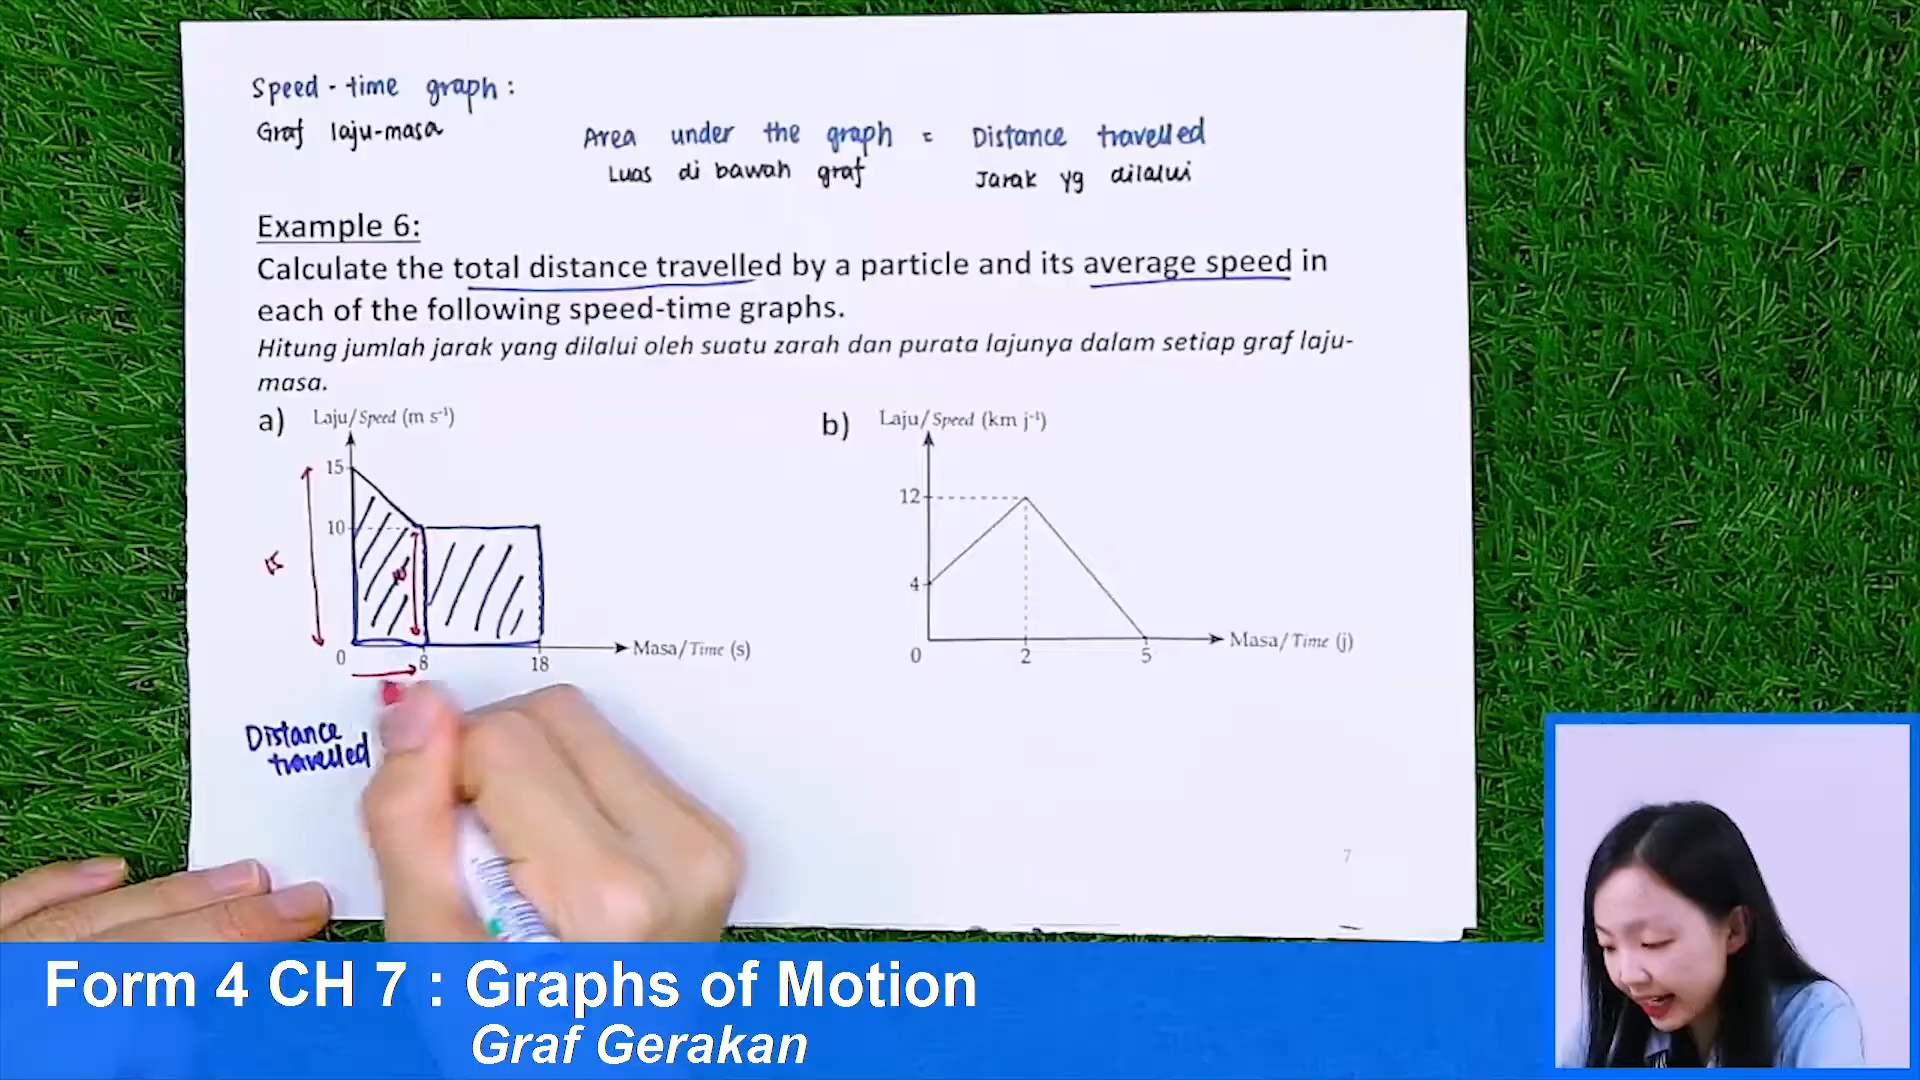 Speed - time graph :
Graf laju-masa
Area under the graph = Distance travelled
Luas di bawah graf Jarak yg dilalui
Example 6:
Calculate the total distance travelled by a particle and its average speed in
each of the following speed-time graphs.
Hitung jumlah jarak yang dilalui oleh suatu zarah dan purata lajunya dalam setiap graf laju-
masa.
a) Laju/Speed (m s⁻¹)
15
10
15
10
0 8 18 Masa/Time (s)
b) Laju/Speed (km j⁻¹)
12
4
0 2 5 Masa/Time (j)
Distance
travelled
7
Form 4 CH 7 : Graphs of Motion
Graf Gerakan